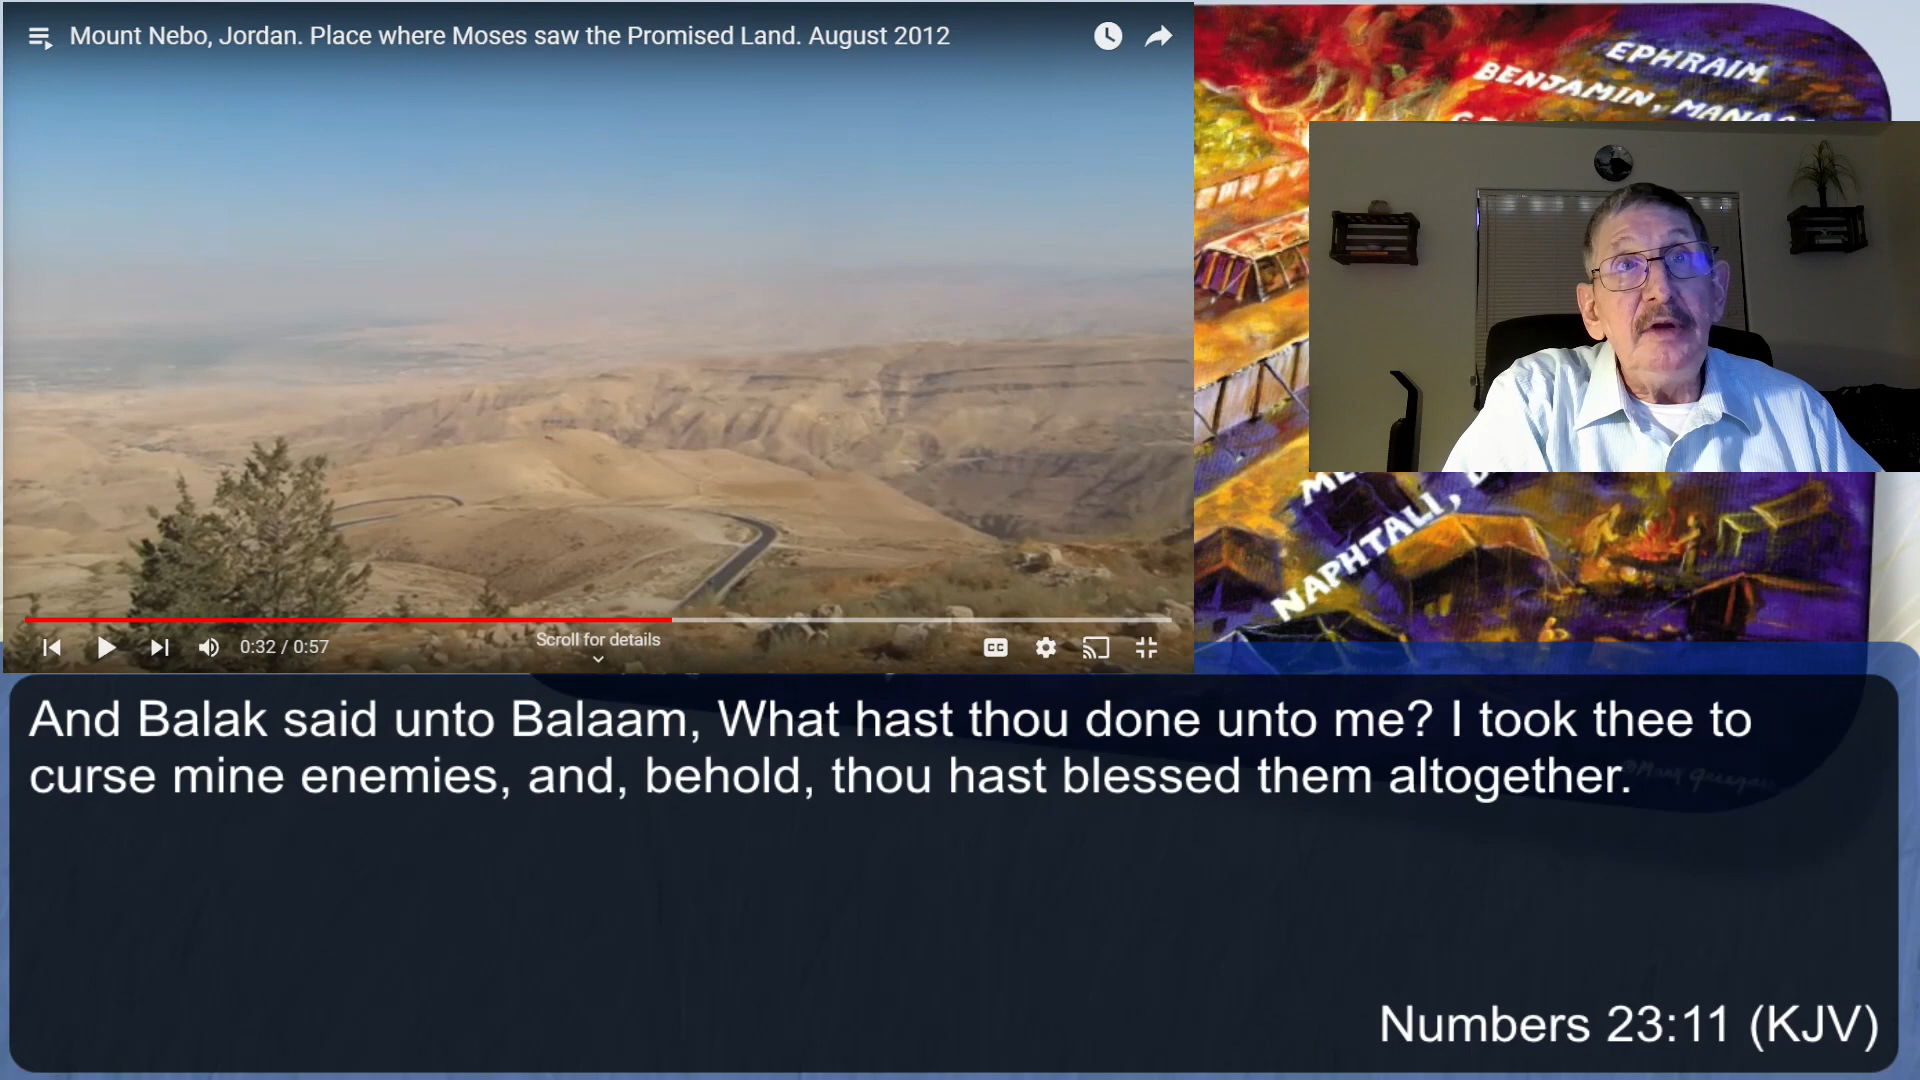 Mount Nebo, Jordan. Place where Moses saw the Promised Land. August 2012
EPHRAIM
BENJAMIN, MANAS
NAPHTALI,
0:32 / 0:57
Scroll for details
CC
And Balak said unto Balaam, What hast thou done unto me? I took thee to
curse mine enemies, and, behold, thou hast blessed them altogether.
Numbers 23:11 (KJV)